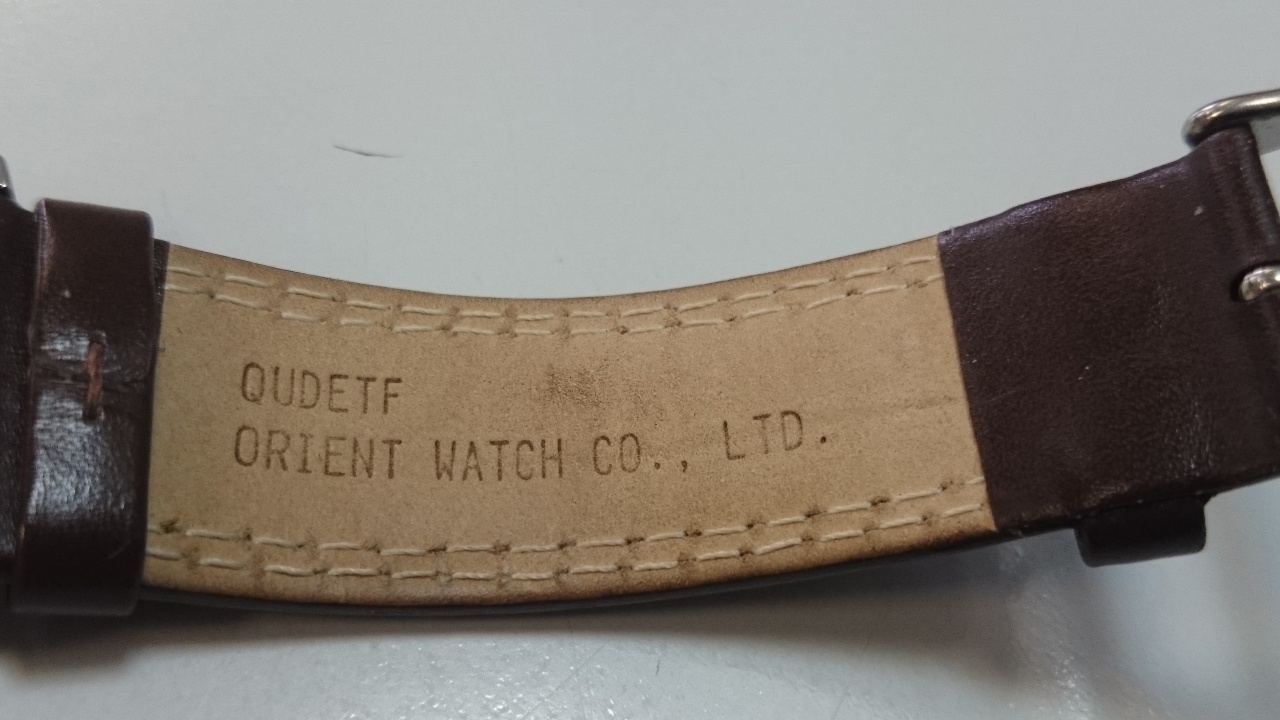 QUDETF
ORIENT WATCH CO., LTD.